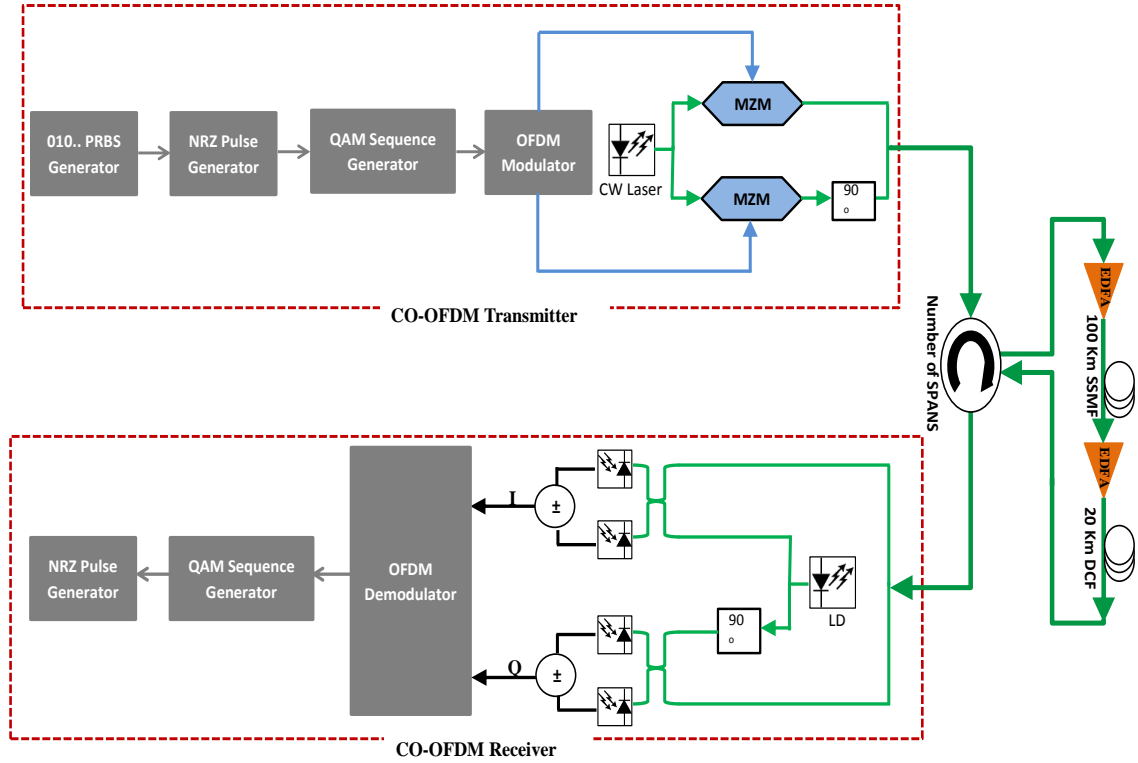 010.. PRBS
Generator
NRZ Pulse
Generator
QAM Sequence
Generator
OFDM
Modulator
CW Laser
MZM
MZM
90
o
CO-OFDM Transmitter
Number of SPANS
EDFA
100 Km SSMF
EDFA
20 Km DCF
NRZ Pulse
Generator
QAM Sequence
Generator
OFDM
Demodulator
I
±
Q
±
90
o
LD
CO-OFDM Receiver